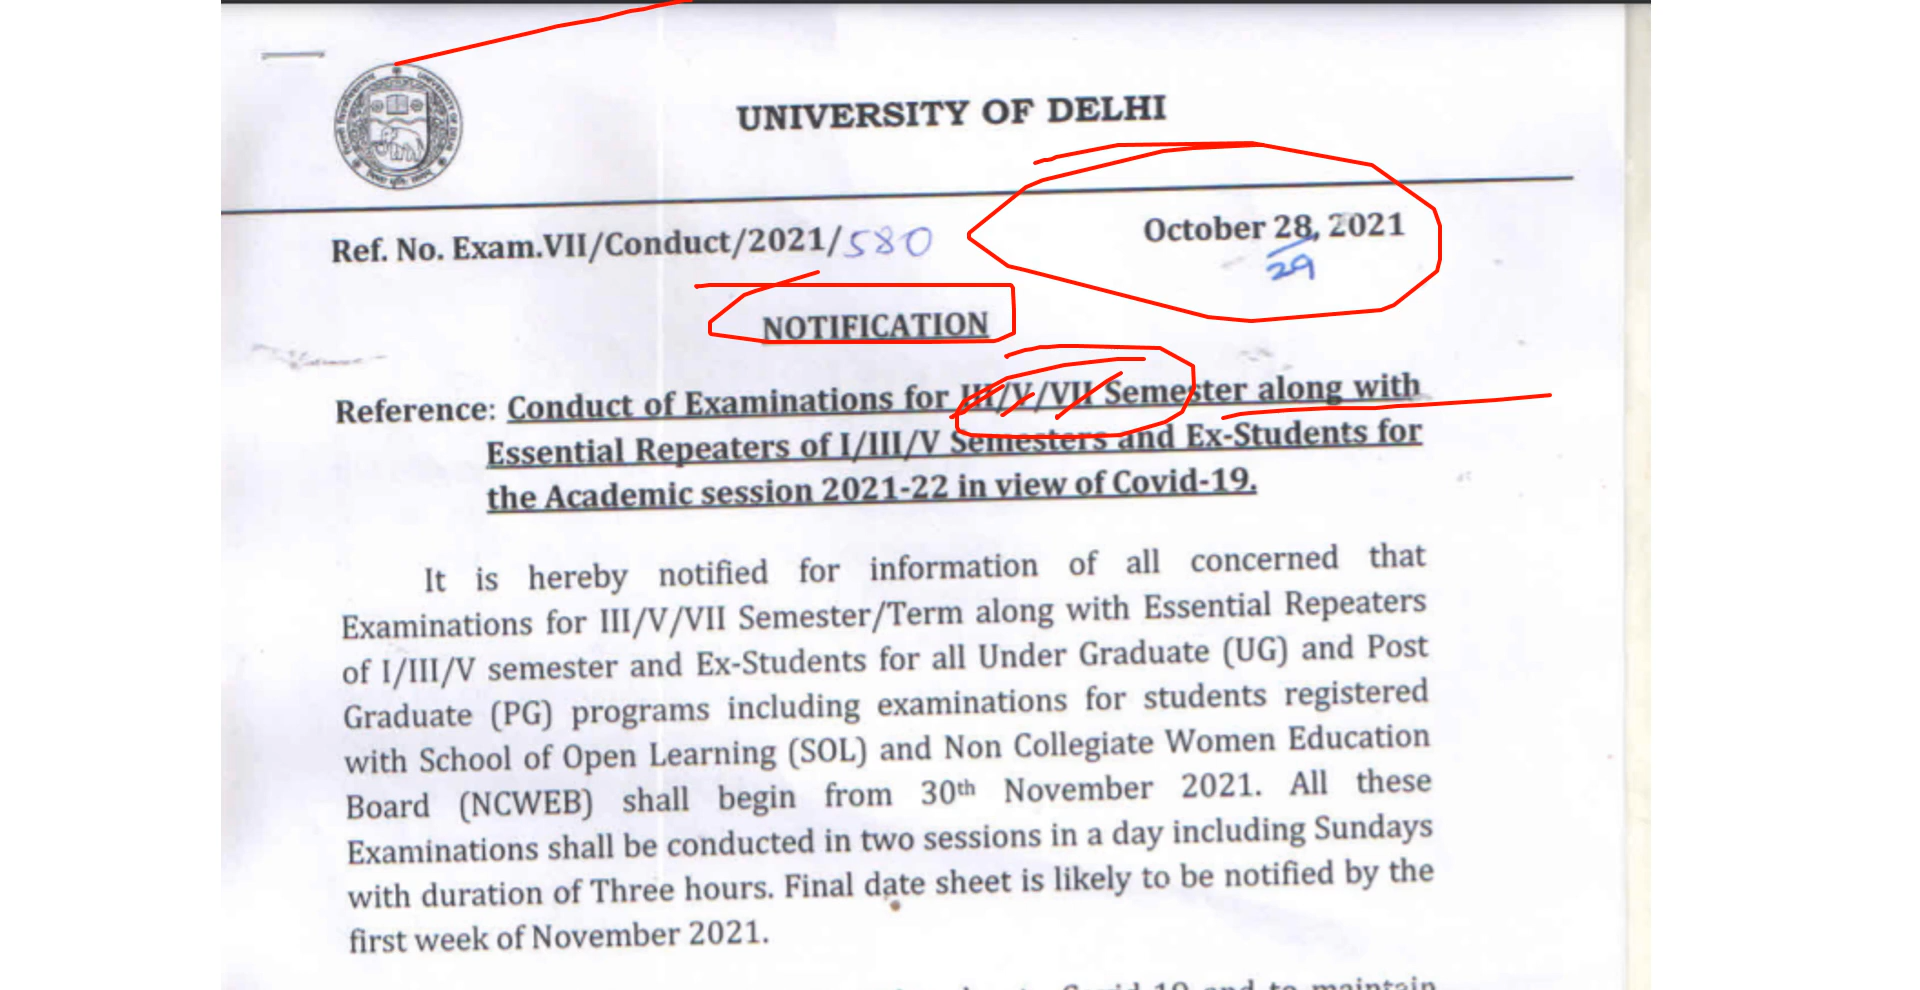 UNIVERSITY OF DELHI
Ref. No. Exam.VII/Conduct/2021/580
October 28, 2021
29
NOTIFICATION
Reference: Conduct of Examinations for III/V/VII Semester along with
Essential Repeaters of I/III/V Semesters and Ex-Students for
the Academic session 2021-22 in view of Covid-19.
It is hereby notified for information of all concerned that
Examinations for III/V/VII Semester/Term along with Essential Repeaters
of I/III/V semester and Ex-Students for all Under Graduate (UG) and Post
Graduate (PG) programs including examinations for students registered
with School of Open Learning (SOL) and Non Collegiate Women Education
Board (NCWEB) shall begin from 30th November 2021. All these
Examinations shall be conducted in two sessions in a day including Sundays
with duration of Three hours. Final date sheet is likely to be notified by the
first week of November 2021.
Covid-19 and to maintain